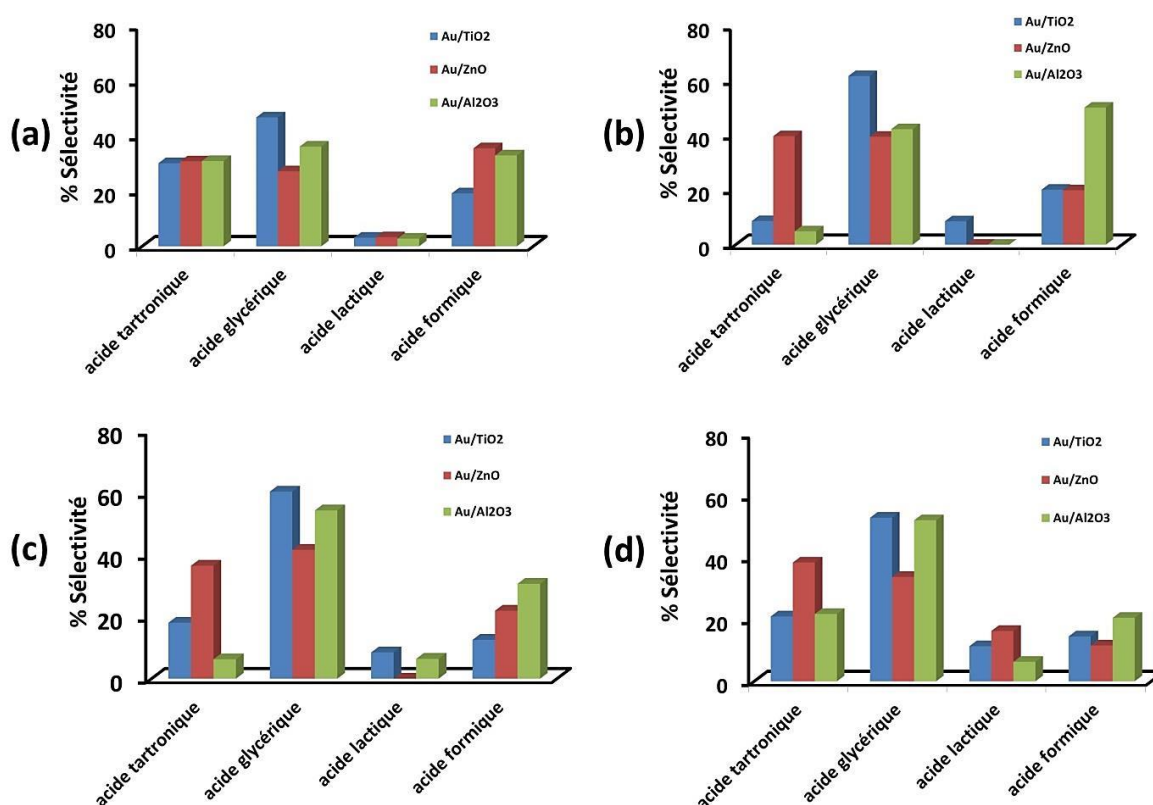 (a)
% Sélectivité
80
60
40
20
0
Au/TiO2
Au/ZnO
Au/Al2O3
acide tartronique
acide glycérique
acide lactique
acide formique
(b)
% Sélectivité
80
60
40
20
0
Au/TiO2
Au/ZnO
Au/Al2O3
acide tartronique
acide glycérique
acide lactique
acide formique
(c)
% Sélectivité
80
60
40
20
0
Au/TiO2
Au/ZnO
Au/Al2O3
acide tartronique
acide glycérique
acide lactique
acide formique
(d)
% Sélectivité
80
60
40
20
0
Au/TiO2
Au/ZnO
Au/Al2O3
acide tartronique
acide glycérique
acide lactique
acide formique